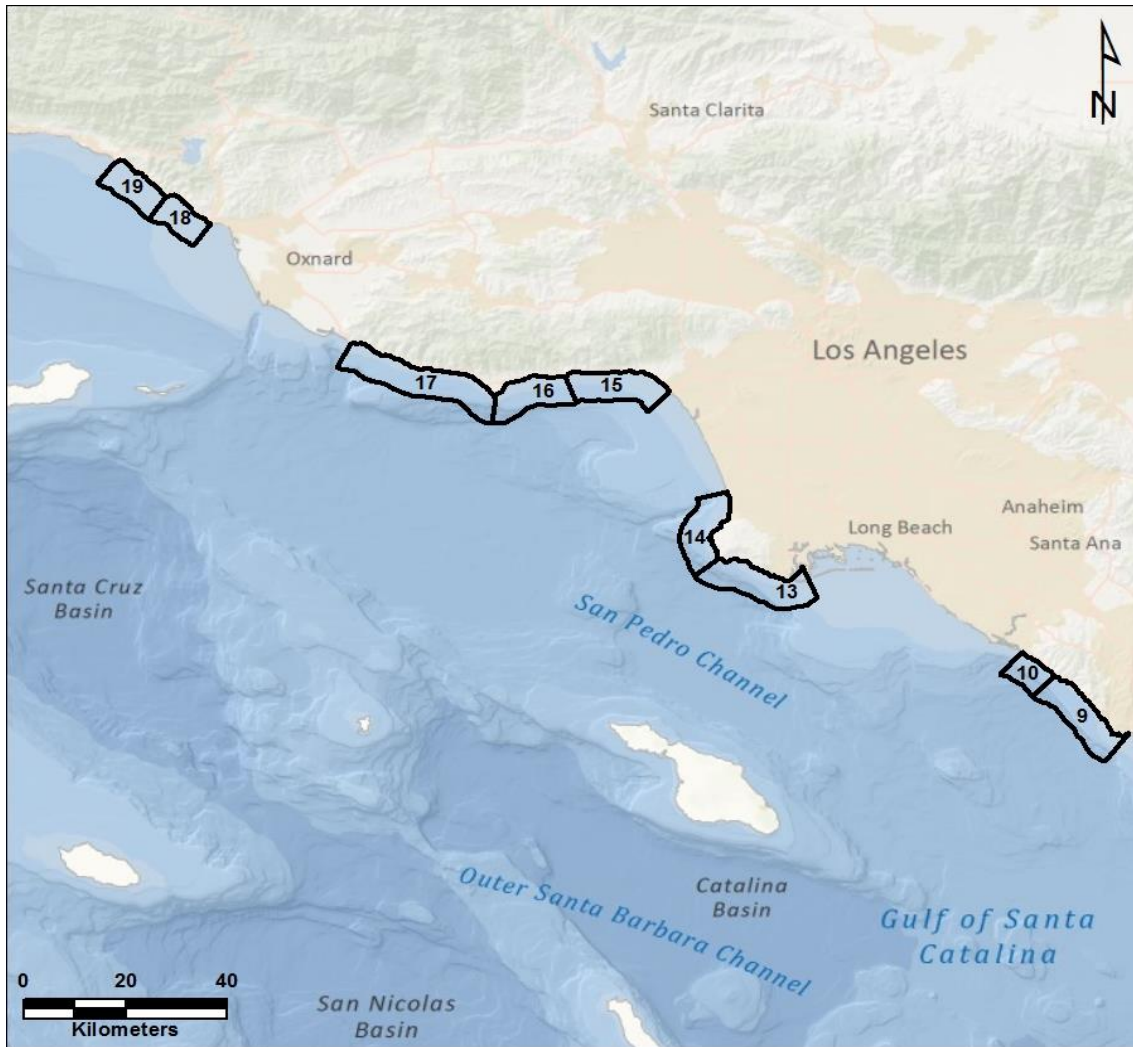 N
Santa Clarita
19
18
Oxnard
Los Angeles
17
16
15
Anaheim
Long Beach
Santa Ana
14
13
Santa Cruz
Basin
San Pedro Channel
10
9
Outer Santa Barbara Channel
Catalina
Basin
Gulf of Santa
Catalina
0 20 40
Kilometers
San Nicolas
Basin